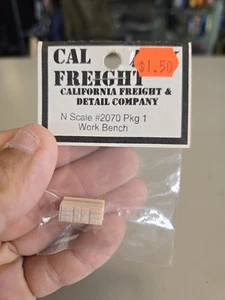 CAL
FREIGHT
$1.50
CALIFORNIA FREIGHT &
DETAIL COMPANY
N Scale #2070 Pkg 1
Work Bench